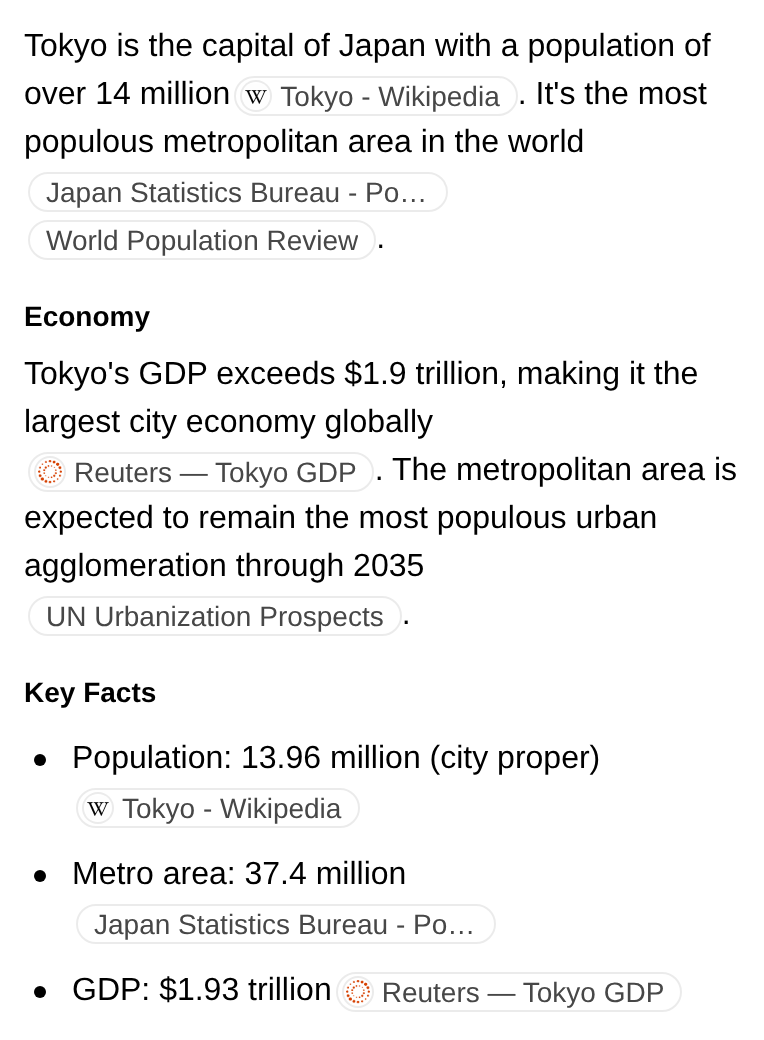 Tokyo is the capital of Japan with a population of
over 14 million W Tokyo - Wikipedia . It's the most
populous metropolitan area in the world
Japan Statistics Bureau - Po…
World Population Review .
Economy
Tokyo's GDP exceeds $1.9 trillion, making it the
largest city economy globally
Reuters — Tokyo GDP . The metropolitan area is
expected to remain the most populous urban
agglomeration through 2035
UN Urbanization Prospects .
Key Facts
● Population: 13.96 million (city proper)
W Tokyo - Wikipedia
● Metro area: 37.4 million
Japan Statistics Bureau - Po…
● GDP: $1.93 trillion Reuters — Tokyo GDP